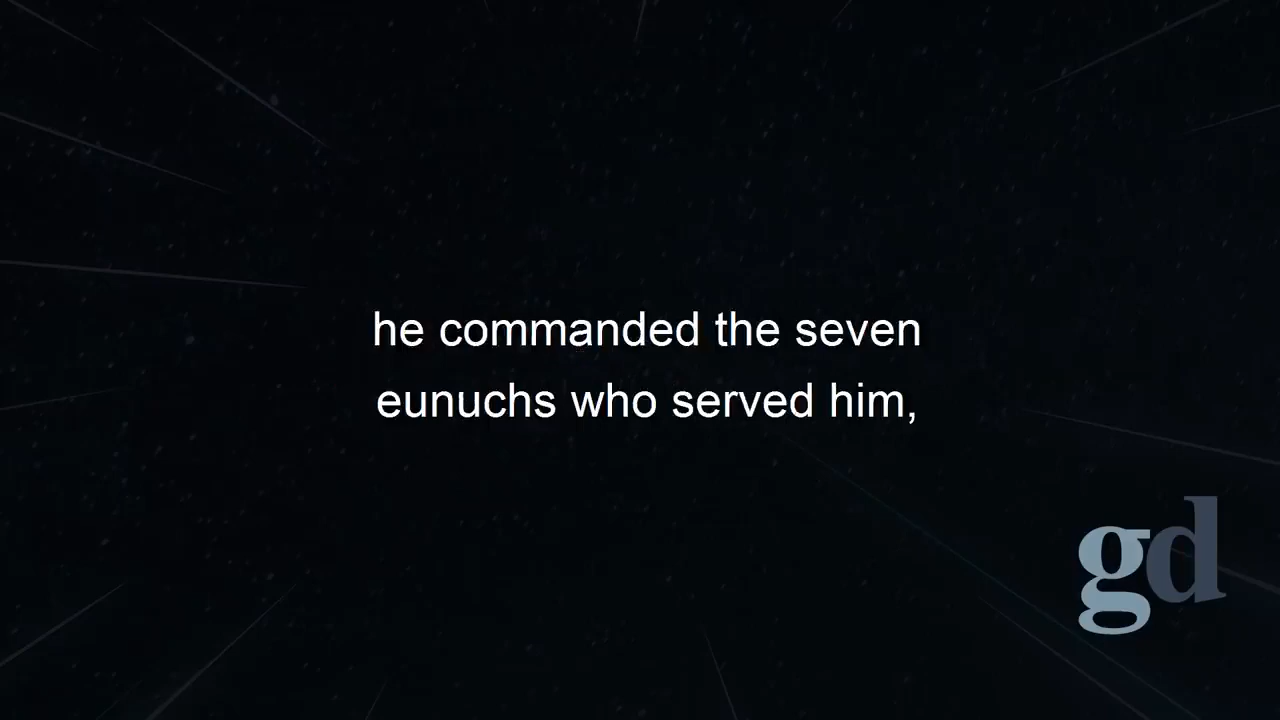 he commanded the seven
eunuchs who served him,
gd